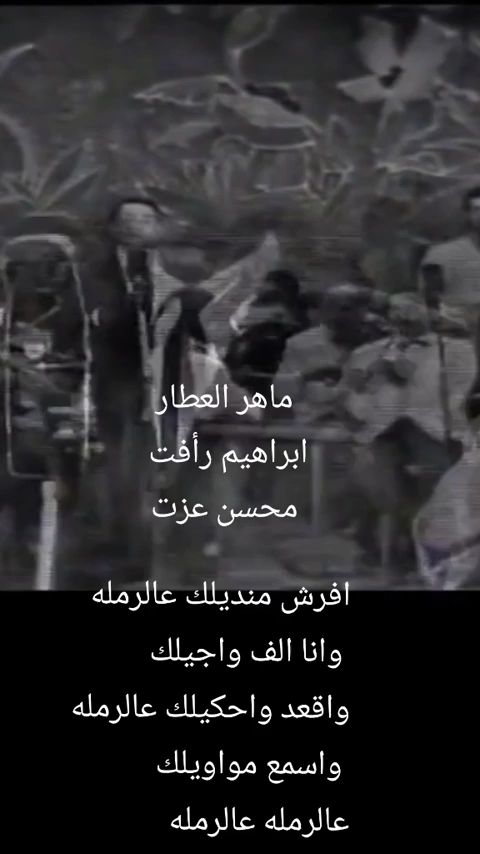 ماهر العطار
ابراهيم رأفت
محسن عزت
افرش منديلك عالرمله
وانا الف واجيلك
واقعد واحكيلك عالرمله
واسمع مواويلك
عالرمله عالرمله